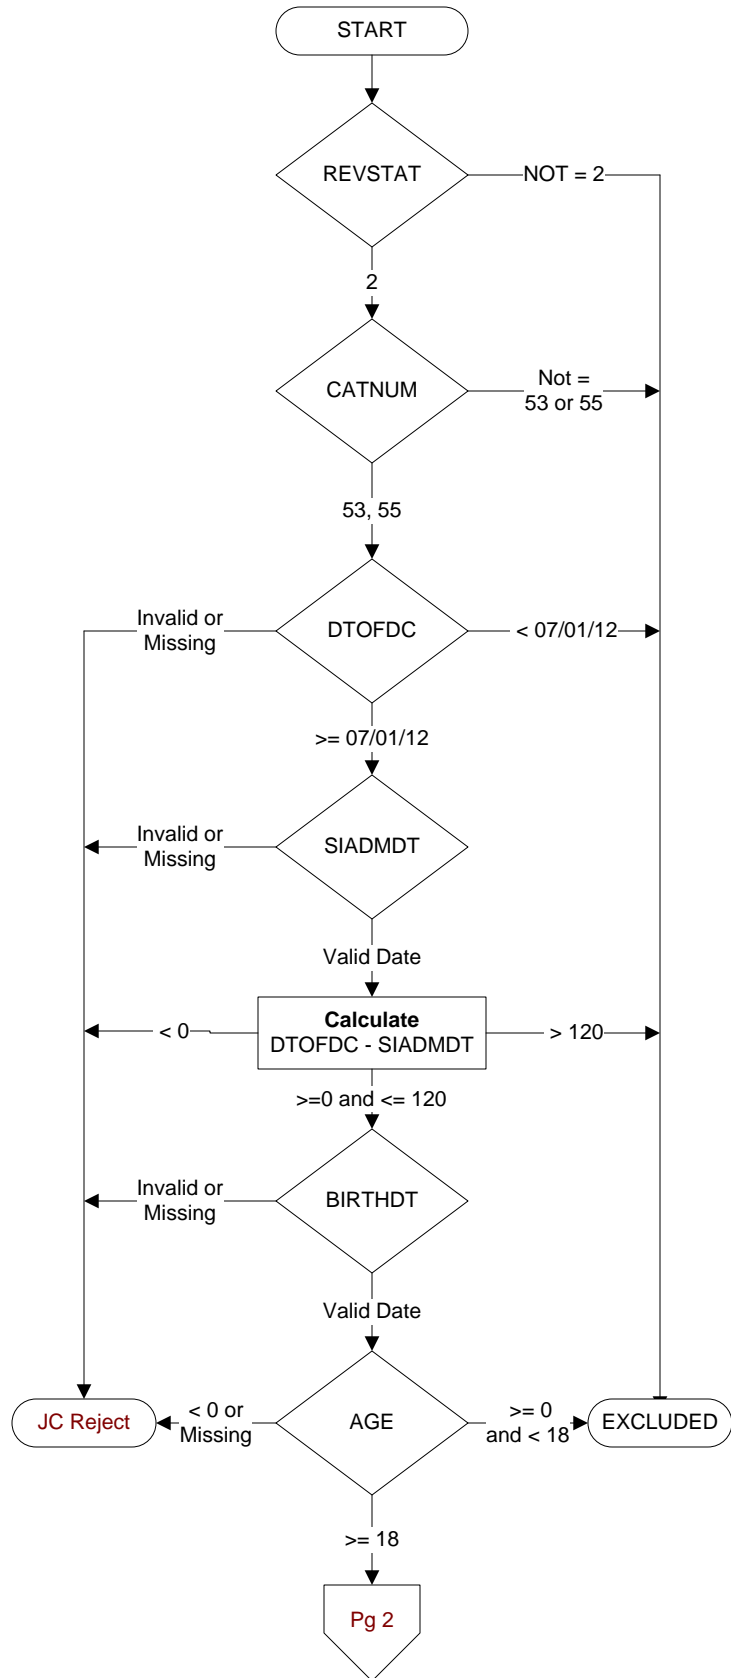 START
REVSTAT
NOT = 2
2
CATNUM
Not =
53 or 55
53, 55
Invalid or
Missing
DTOFDC
< 07/01/12
>= 07/01/12
Invalid or
Missing
SIADMDT
Valid Date
< 0
Calculate
DTOFDC - SIADMDT
> 120
>=0 and <= 120
Invalid or
Missing
BIRTHDT
Valid Date
JC Reject
< 0 or
Missing
AGE
>= 0
and < 18
EXCLUDED
>= 18
Pg 2